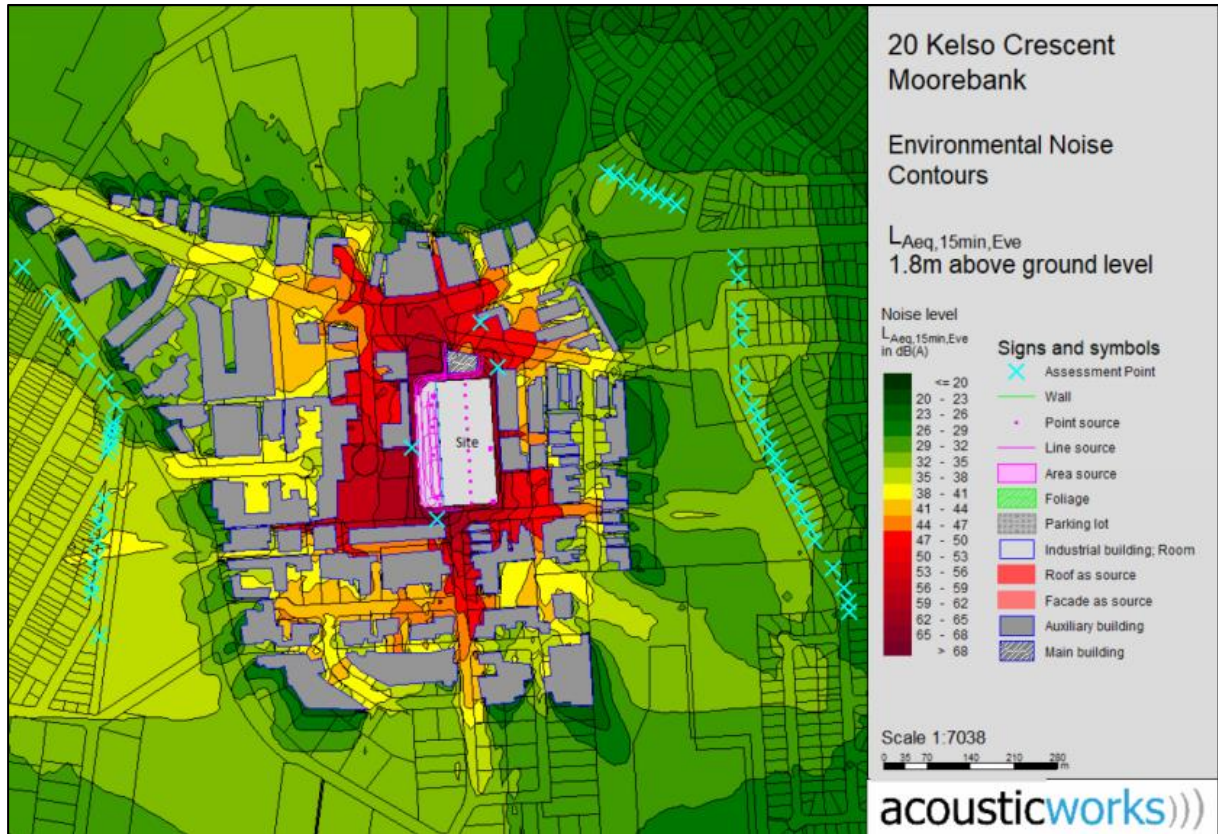 20 Kelso Crescent
Moorebank
Environmental Noise
Contours
LAeq,15min,Eve
1.8m above ground level
Noise level
LAeq,15min,Eve
in dB(A)
<= 20
20 - 23
23 - 26
26 - 29
29 - 32
32 - 35
35 - 38
38 - 41
41 - 44
44 - 47
47 - 50
50 - 53
53 - 56
56 - 59
59 - 62
62 - 65
65 - 68
> 68
Signs and symbols
Assessment Point
Wall
Point source
Line source
Area source
Foliage
Parking lot
Industrial building; Room
Roof as source
Facade as source
Auxiliary building
Main building
Site
Scale 1:7038
0 35 70 140 210 280
m
acousticworks)))